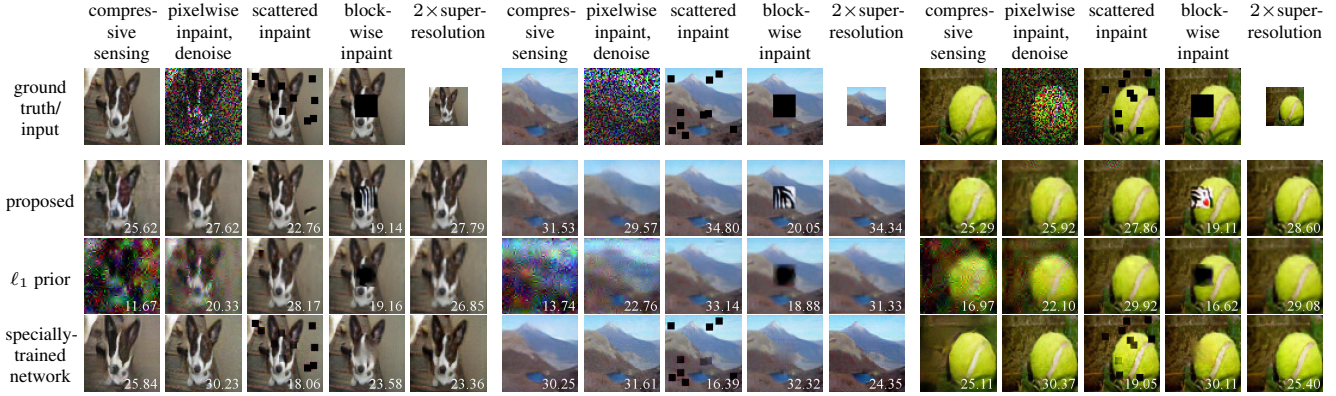 compres- pixelwise scattered block- 2×super- compres- pixelwise scattered block- 2×super- compres- pixelwise scattered block- 2×super-
sive inpaint, inpaint wise resolution sive inpaint, inpaint wise resolution sive inpaint, inpaint wise resolution
sensing denoise inpaint sensing denoise inpaint sensing denoise inpaint
ground
truth/
input
proposed
25.62 27.62 22.76 19.14 27.79 31.53 29.57 34.80 20.05 34.34 25.29 25.92 27.86 19.11 28.60
ℓ1 prior
11.67 20.33 28.17 19.16 26.85 13.74 22.76 33.14 18.88 31.33 16.97 22.10 29.92 16.62 29.08
specially-
trained
network
25.84 30.23 18.06 23.58 23.36 30.25 31.61 16.39 32.32 24.35 25.11 30.37 19.05 30.11 25.40